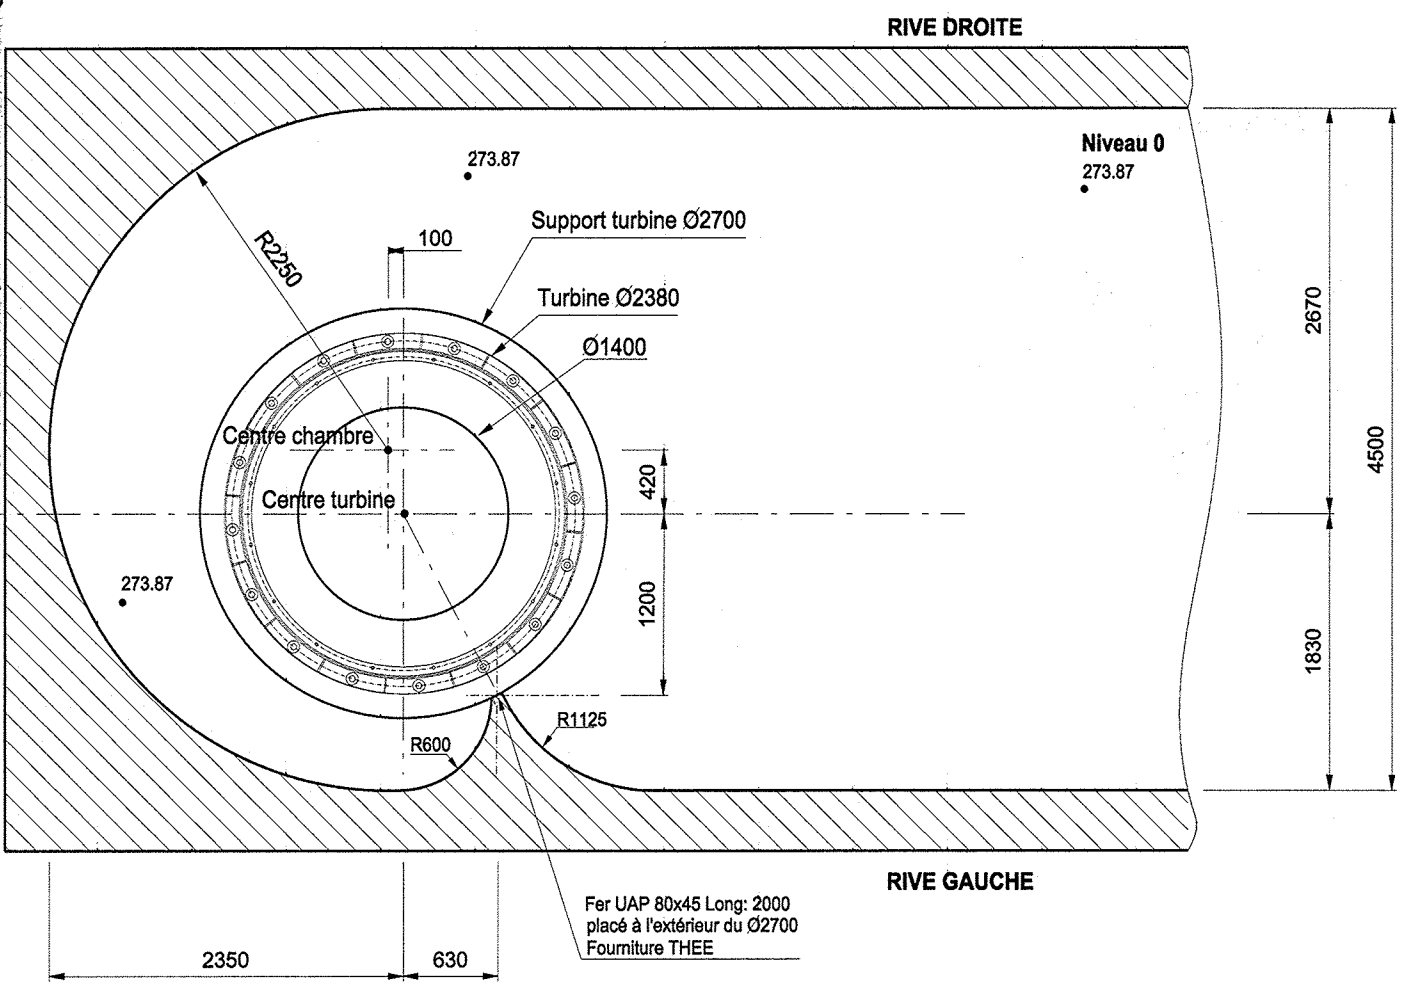 RIVE DROITE
Niveau 0
273.87
273.87
Support turbine Ø2700
100
R2250
Turbine Ø2380
Ø1400
2670
4500
Centre chambre
420
Centre turbine
273.87
1200
1830
R1125
R600
RIVE GAUCHE
Fer UAP 80x45 Long: 2000
placé à l'extérieur du Ø2700
Fourniture THEE
2350
630